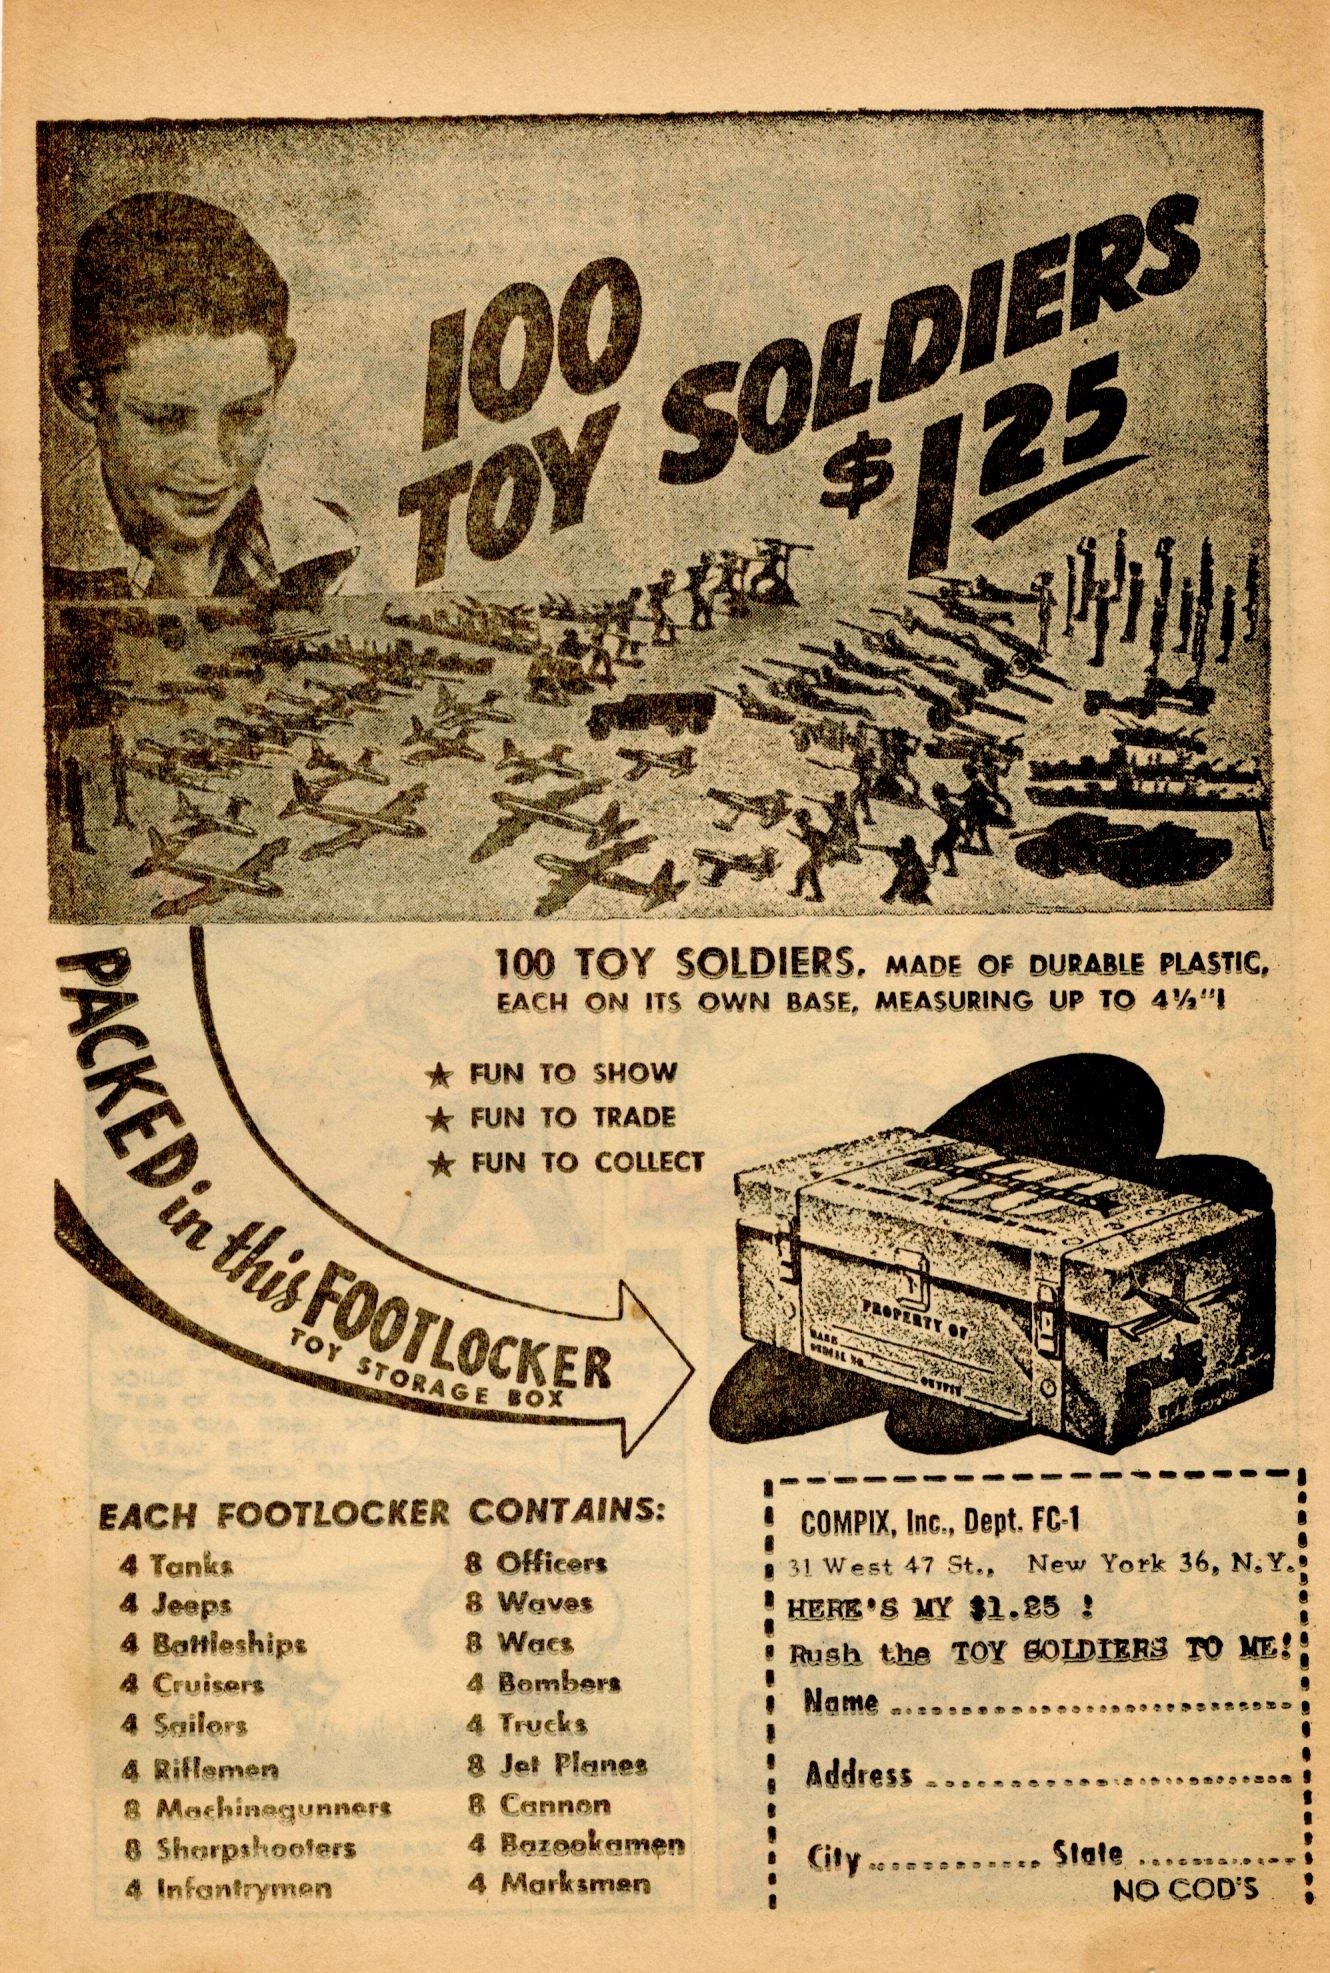 100
TOY SOLDIERS
$1 25
100 TOY SOLDIERS. MADE OF DURABLE PLASTIC,
EACH ON ITS OWN BASE, MEASURING UP TO 4½"!
★ FUN TO SHOW
★ FUN TO TRADE
★ FUN TO COLLECT
PACKED in this FOOTLOCKER
TOY STORAGE BOX
PROPERTY OF
NAME
SERIAL NO.
OUTFIT
EACH FOOTLOCKER CONTAINS:
4 Tanks
4 Jeeps
4 Battleships
4 Cruisers
4 Sailors
4 Riflemen
8 Machinegunners
8 Sharpshooters
4 Infantrymen
8 Officers
8 Waves
8 Wacs
4 Bombers
4 Trucks
8 Jet Planes
8 Cannon
4 Bazookamen
4 Marksmen
COMPIX, Inc., Dept. FC-1
31 West 47 St., New York 36, N.Y.
HERE'S MY $1.25 !
Rush the TOY SOLDIERS TO ME!
Name
Address
City State
NO COD'S